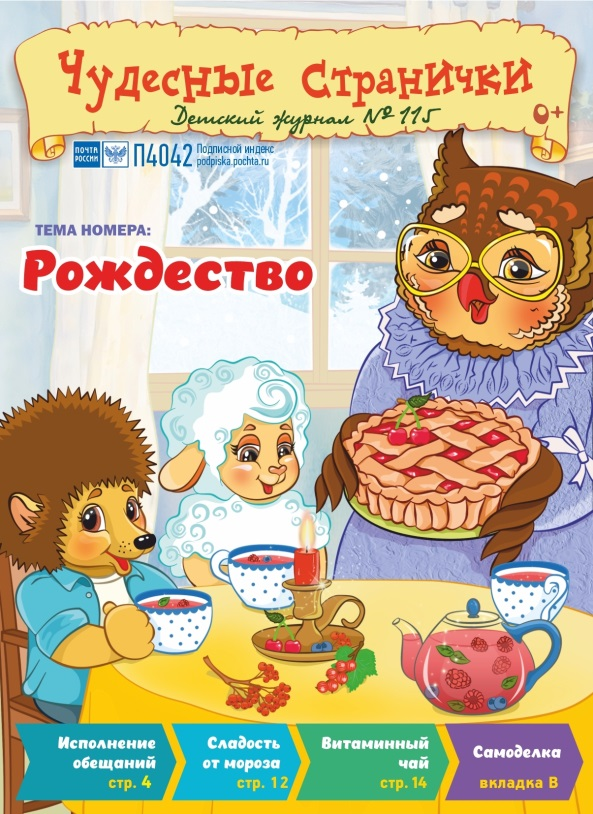 Чудесные странички
Детский журнал № 115
0+
ПОЧТА
РОССИИ
П4042
Подписной индекс
podpiska.pochta.ru
ТЕМА НОМЕРА:
Рождество
Исполнение
обещаний
стр. 4
Сладость
от мороза
стр. 12
Витаминный
чай
стр. 14
Самоделка
вкладка В